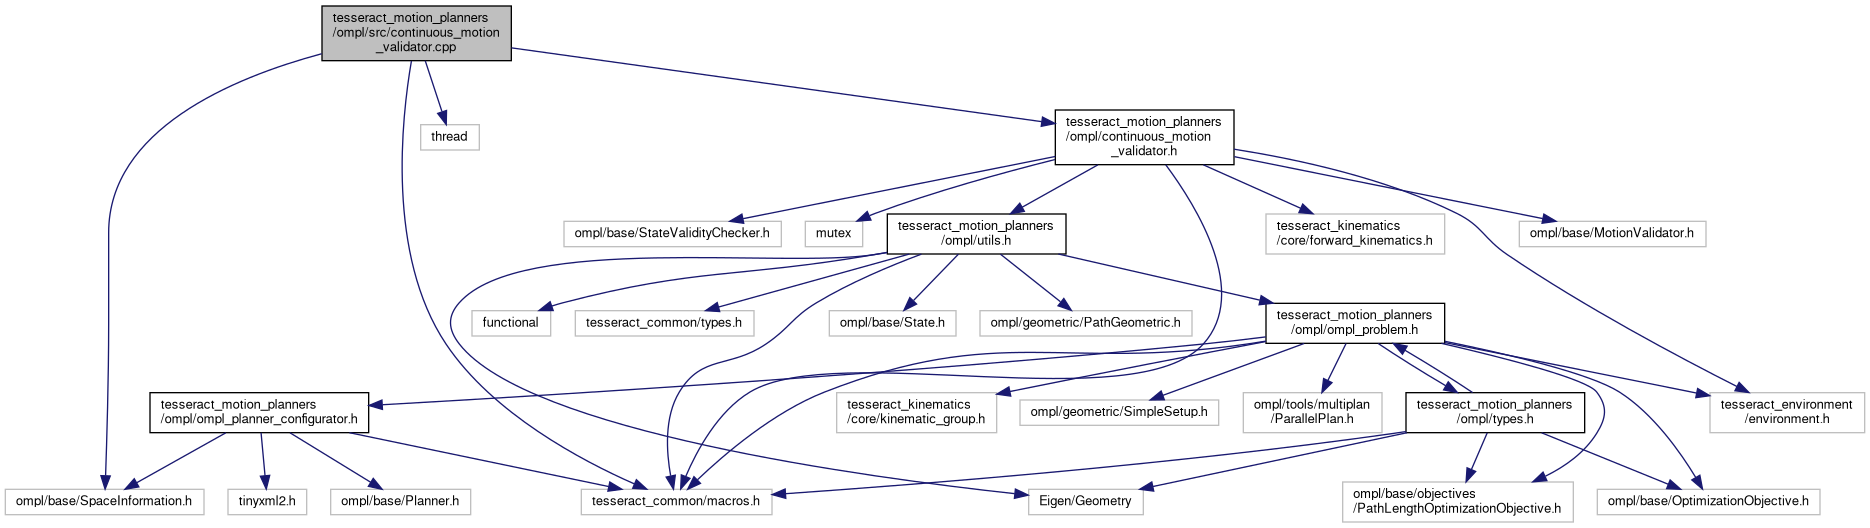 tesseract_motion_planners
/ompl/src/continuous_motion
_validator.cpp
thread
tesseract_motion_planners
/ompl/continuous_motion
_validator.h
ompl/base/StateValidityChecker.h
mutex
tesseract_motion_planners
/ompl/utils.h
tesseract_kinematics
/core/forward_kinematics.h
ompl/base/MotionValidator.h
functional
tesseract_common/types.h
ompl/base/State.h
ompl/geometric/PathGeometric.h
tesseract_motion_planners
/ompl/ompl_problem.h
tesseract_motion_planners
/ompl/ompl_planner_configurator.h
tesseract_kinematics
/core/kinematic_group.h
ompl/geometric/SimpleSetup.h
ompl/tools/multiplan
/ParallelPlan.h
tesseract_motion_planners
/ompl/types.h
tesseract_environment
/environment.h
ompl/base/SpaceInformation.h
tinyxml2.h
ompl/base/Planner.h
tesseract_common/macros.h
Eigen/Geometry
ompl/base/objectives
/PathLengthOptimizationObjective.h
ompl/base/OptimizationObjective.h